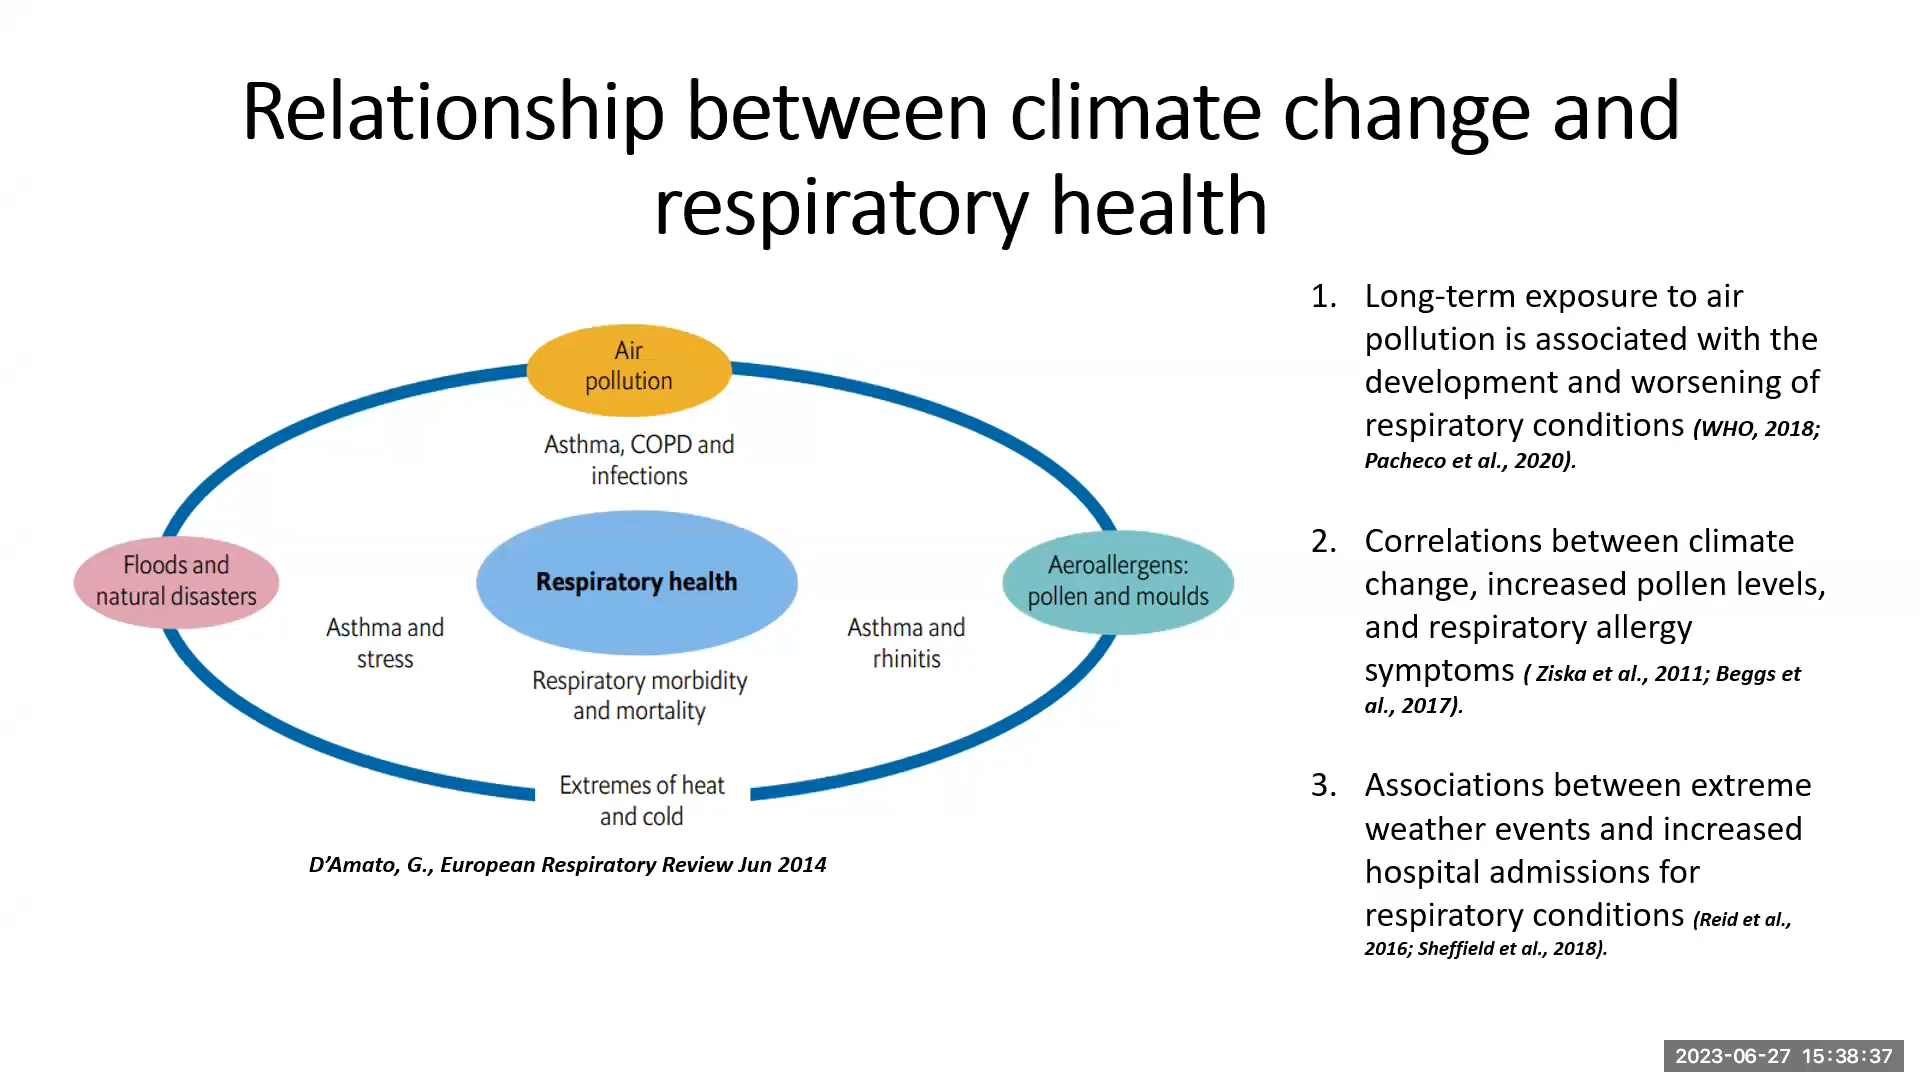 Relationship between climate change and
respiratory health
Air
pollution
Asthma, COPD and
infections
Floods and
natural disasters
Respiratory health
Aeroallergens:
pollen and moulds
Asthma and
stress
Asthma and
rhinitis
Respiratory morbidity
and mortality
Extremes of heat
and cold
D’Amato, G., European Respiratory Review Jun 2014
1. Long-term exposure to air
pollution is associated with the
development and worsening of
respiratory conditions (WHO, 2018;
Pacheco et al., 2020).
2. Correlations between climate
change, increased pollen levels,
and respiratory allergy
symptoms ( Ziska et al., 2011; Beggs et
al., 2017).
3. Associations between extreme
weather events and increased
hospital admissions for
respiratory conditions (Reid et al.,
2016; Sheffield et al., 2018).
2023-06-27 15:38:37